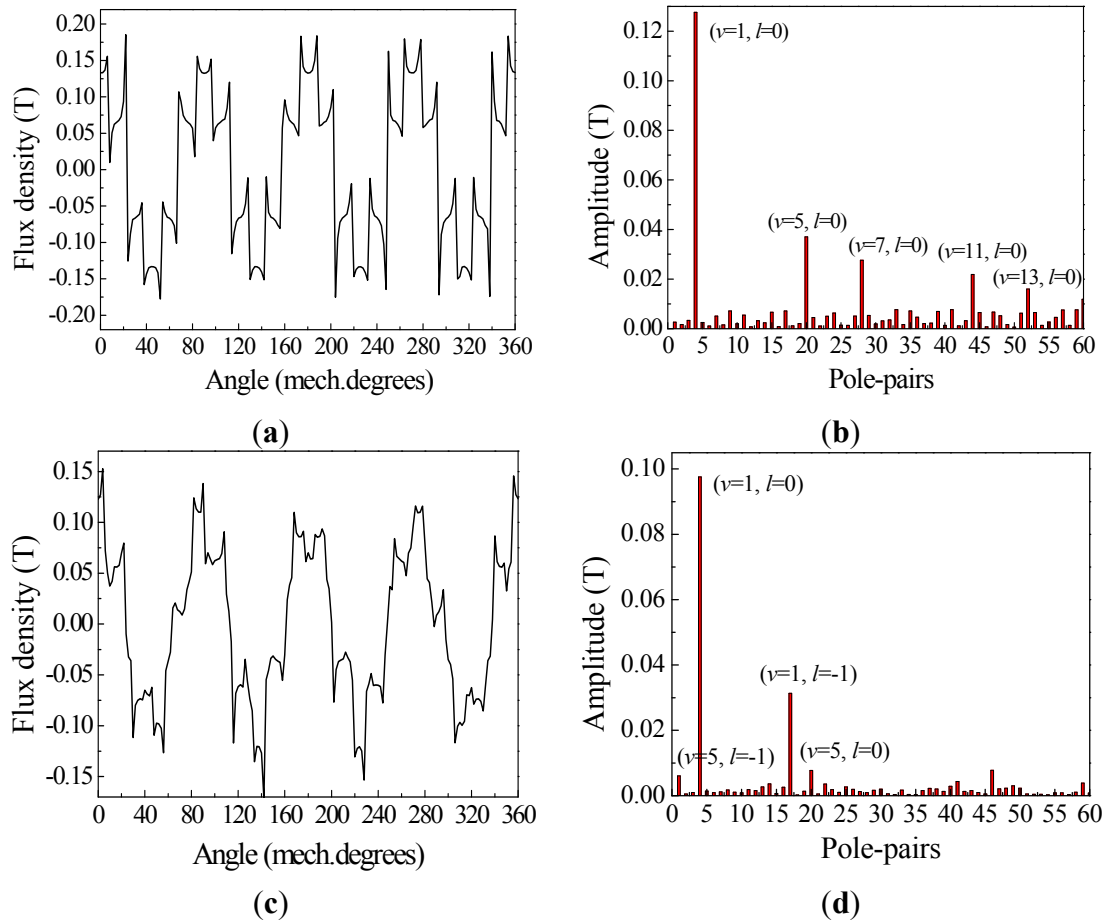 0.20
0.15
0.10
0.05
0.00
-0.05
-0.10
-0.15
-0.20
Flux density (T)
0 40 80 120 160 200 240 280 320 360
Angle (mech.degrees)
(a)
0.12
0.10
0.08
0.06
0.04
0.02
0.00
Amplitude (T)
(v=1, l=0)
(v=5, l=0)
(v=7, l=0)
(v=11, l=0)
(v=13, l=0)
0 5 10 15 20 25 30 35 40 45 50 55 60
Pole-pairs
(b)
0.15
0.10
0.05
0.00
-0.05
-0.10
-0.15
Flux density (T)
0 40 80 120 160 200 240 280 320 360
Angle (mech.degrees)
(c)
0.10
0.08
0.06
0.04
0.02
0.00
Amplitude (T)
(v=1, l=0)
(v=1, l=-1)
(v=5, l=-1)
(v=5, l=0)
0 5 10 15 20 25 30 35 40 45 50 55 60
Pole-pairs
(d)